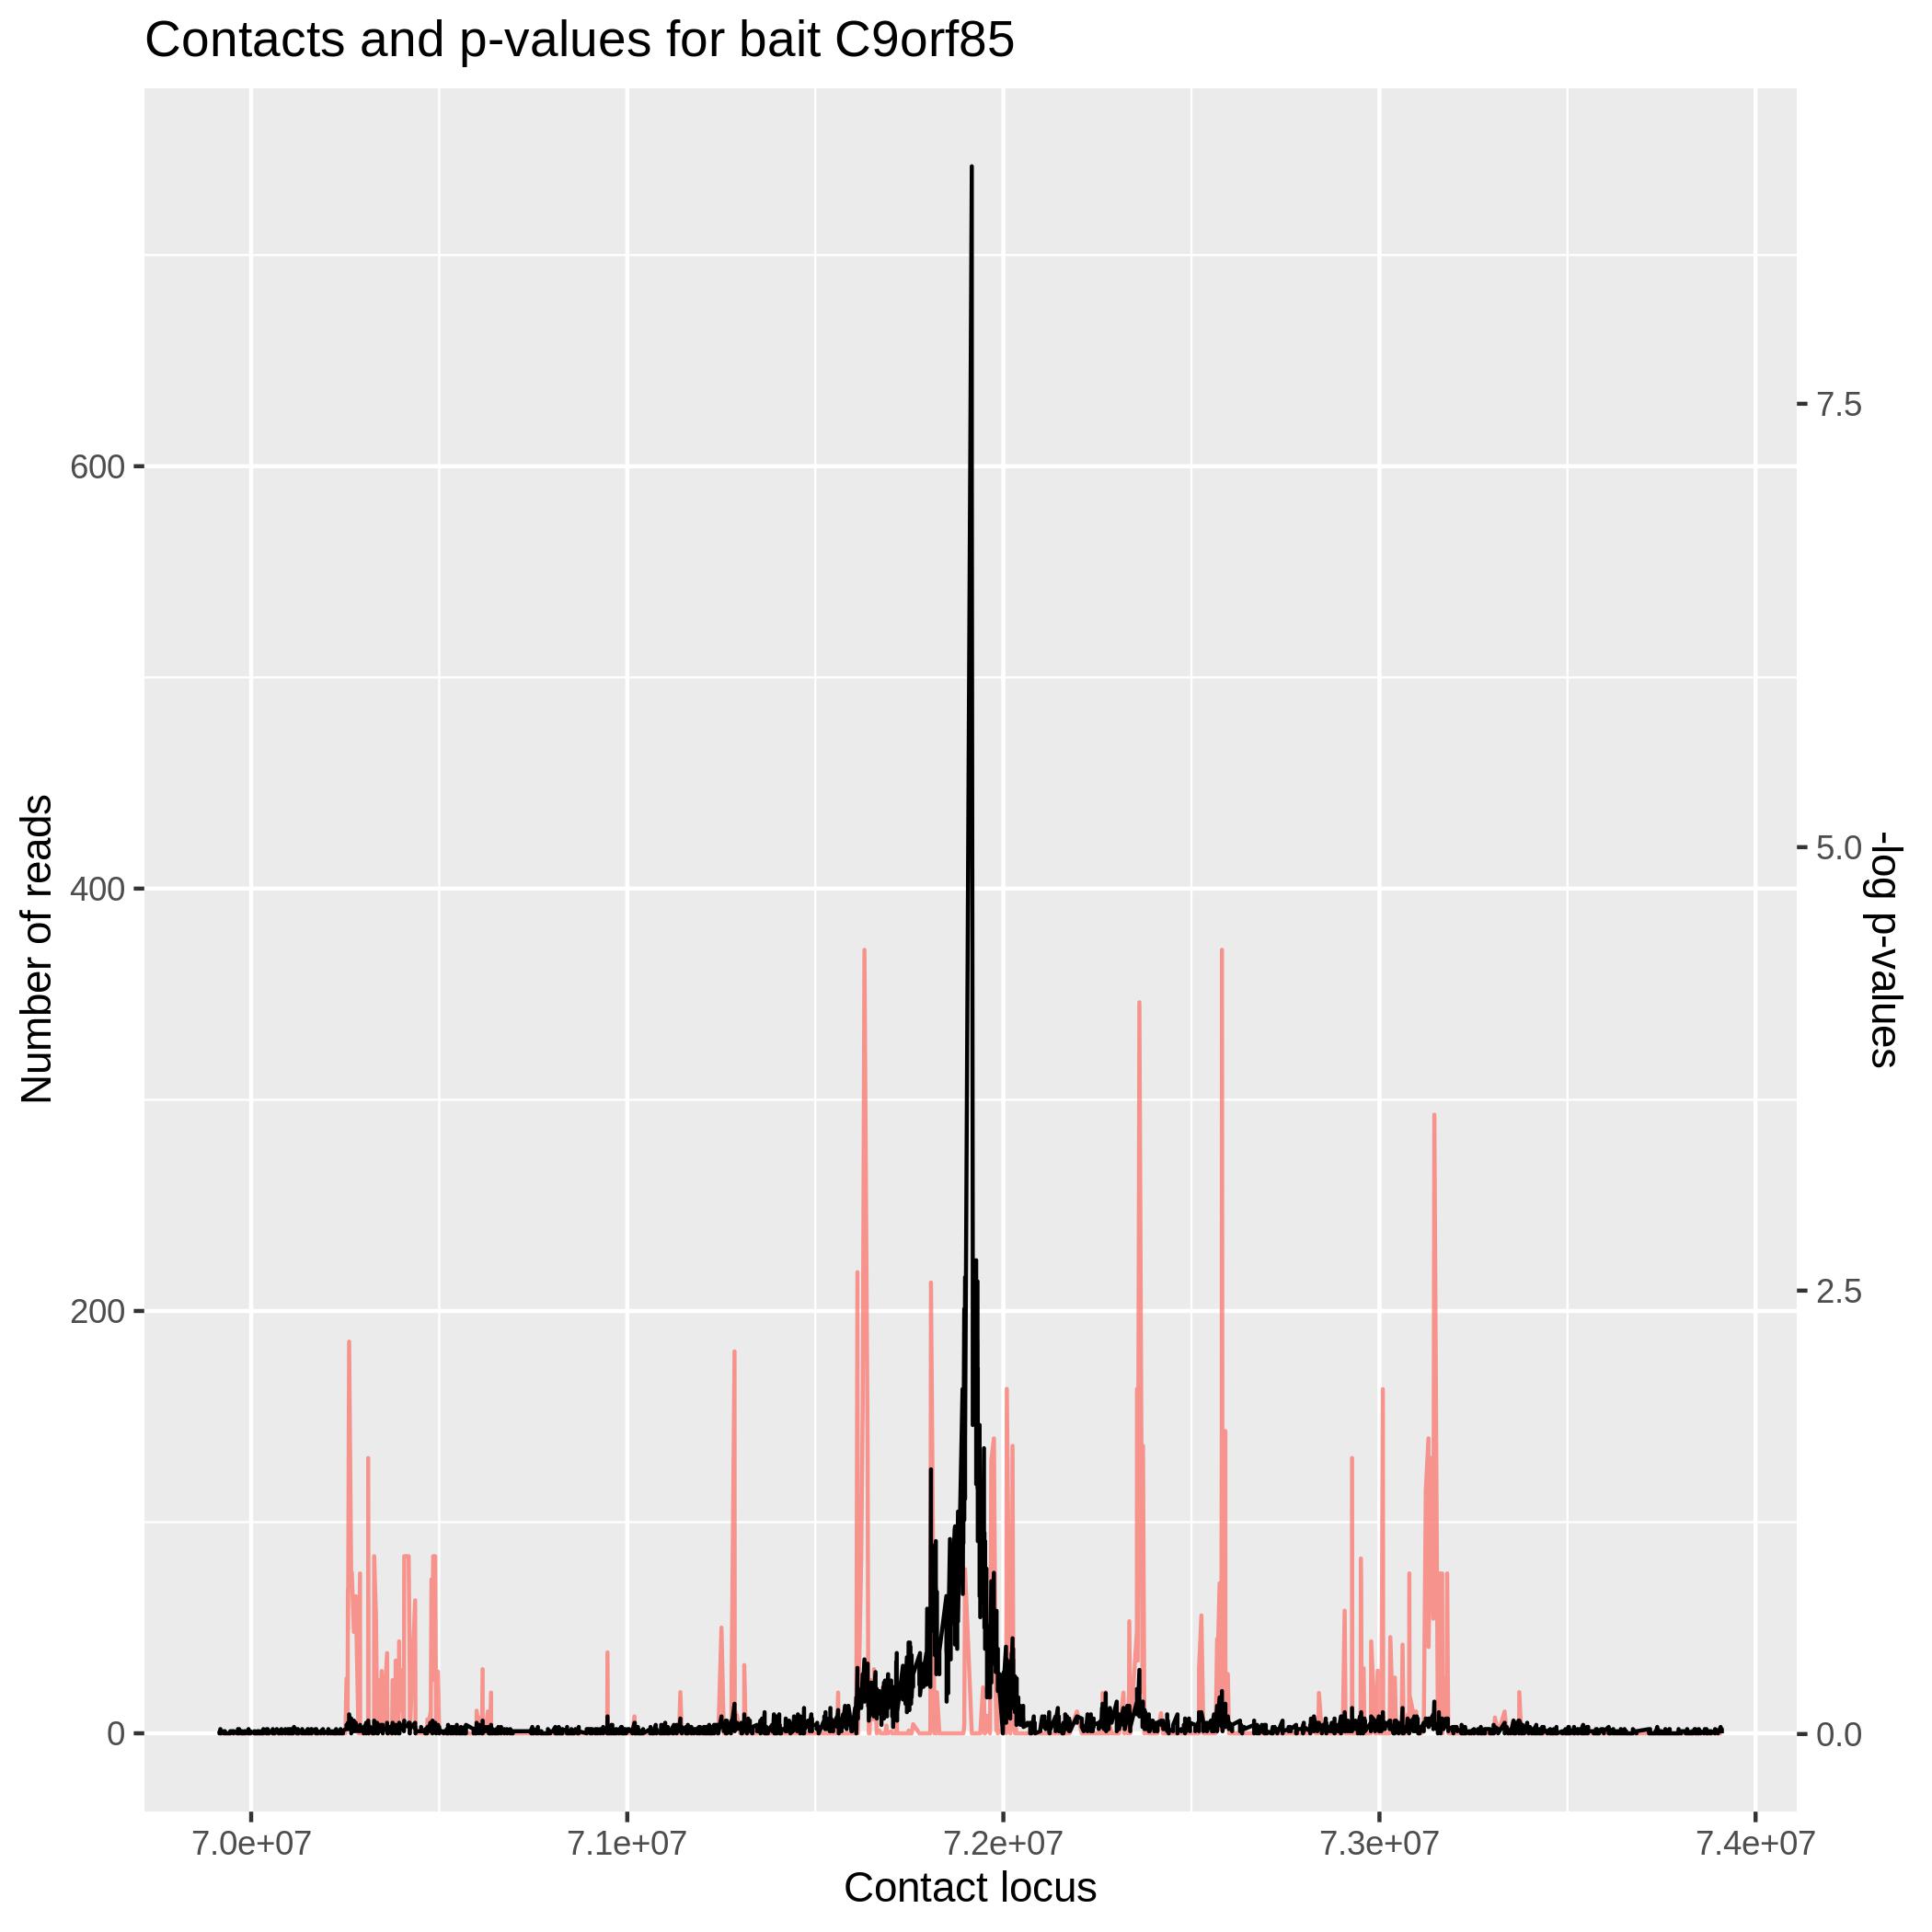 Contacts and p-values for bait C9orf85
Number of reads
600
400
200
0
7.5
5.0
2.5
0.0
-log p-values
7.0e+07
7.1e+07
7.2e+07
7.3e+07
7.4e+07
Contact locus